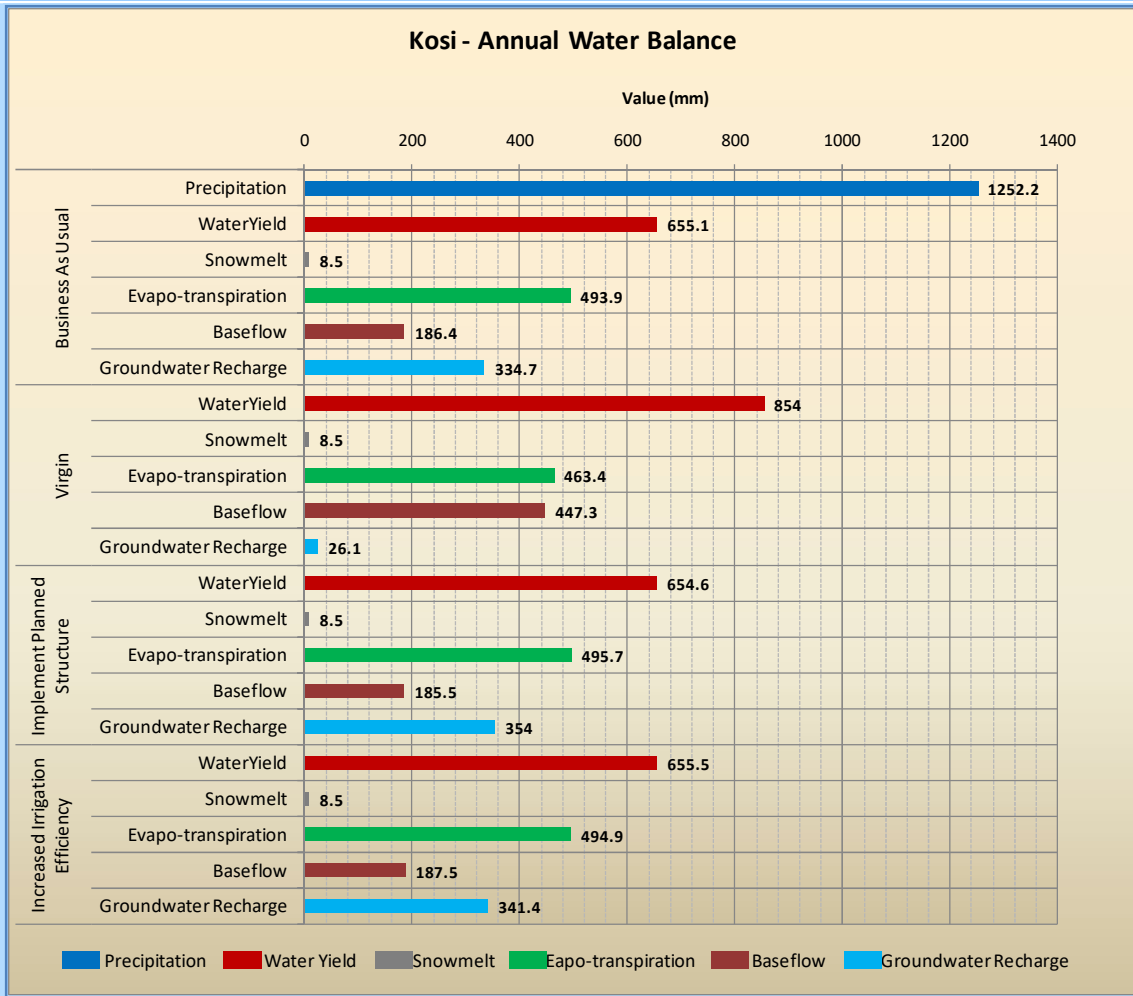 Kosi - Annual Water Balance
Value (mm)
0 200 400 600 800 1000 1200 1400
Business As Usual
Precipitation 1252.2
WaterYield 655.1
Snowmelt 8.5
Evapo-transpiration 493.9
Baseflow 186.4
Groundwater Recharge 334.7
Virgin
WaterYield 854
Snowmelt 8.5
Evapo-transpiration 463.4
Baseflow 447.3
Groundwater Recharge 26.1
Implement Planned
Structure
WaterYield 654.6
Snowmelt 8.5
Evapo-transpiration 495.7
Baseflow 185.5
Groundwater Recharge 354
Increased Irrigation
Efficiency
WaterYield 655.5
Snowmelt 8.5
Evapo-transpiration 494.9
Baseflow 187.5
Groundwater Recharge 341.4
Precipitation Water Yield Snowmelt Eapo-transpiration Baseflow Groundwater Recharge